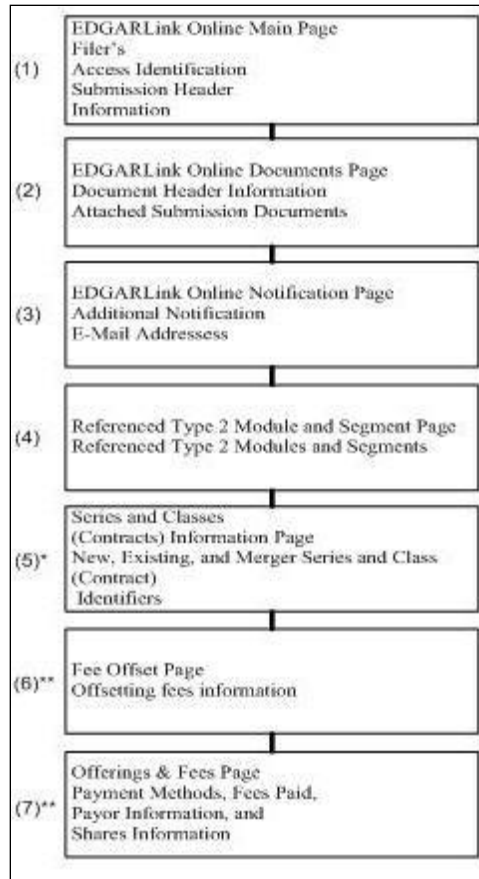 (1)
EDGARLink Online Main Page
Filer's
Access Identification
Submission Header
Information
(2)
EDGARLink Online Documents Page
Document Header Information
Attached Submission Documents
(3)
EDGARLink Online Notification Page
Additional Notification
E-Mail Addressess
(4)
Referenced Type 2 Module and Segment Page
Referenced Type 2 Modules and Segments
(5)*
Series and Classes
(Contracts) Information Page
New, Existing, and Merger Series and Class
(Contract)
Identifiers
(6)**
Fee Offset Page
Offsetting fees information
(7)**
Offerings & Fees Page
Payment Methods, Fees Paid,
Payor Information, and
Shares Information